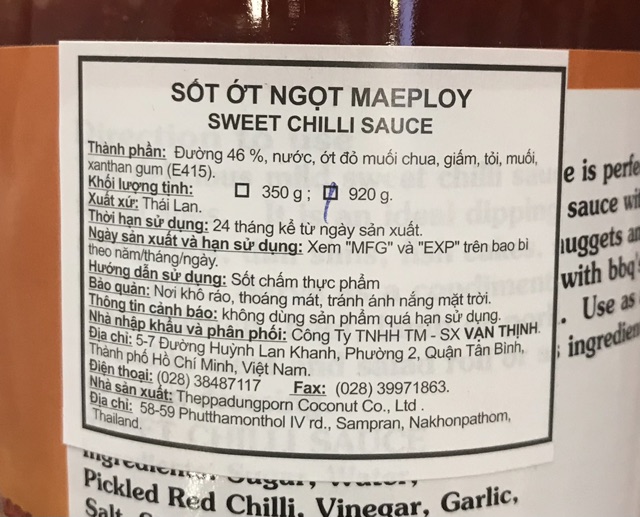 SỐT ỚT NGỌT MAEPLOY
SWEET CHILLI SAUCE
Thành phần: Đường 46 %, nước, ớt đỏ muối chua, giấm, tỏi, muối,
xanthan gum (E415).
Khối lượng tịnh: 350 g ; 920 g.
Xuất xứ: Thái Lan.
Thời hạn sử dụng: 24 tháng kể từ ngày sản xuất.
Ngày sản xuất và hạn sử dụng: Xem "MFG" và "EXP" trên bao bì
theo năm/tháng/ngày.
Hướng dẫn sử dụng: Sốt chấm thực phẩm
Bảo quản: Nơi khô ráo, thoáng mát, tránh ánh nắng mặt trời.
Thông tin cảnh báo: không dùng sản phẩm quá hạn sử dụng.
Nhà nhập khẩu và phân phối: Công Ty TNHH TM - SX VẠN THỊNH.
Địa chỉ: 5-7 Đường Huỳnh Lan Khanh, Phường 2, Quận Tân Bình,
Thành phố Hồ Chí Minh, Việt Nam.
Điện thoại: (028) 38487117 Fax: (028) 39971863.
Nhà sản xuất: Theppadungporn Coconut Co., Ltd .
Địa chỉ: 58-59 Phutthamonthol IV rd., Sampran, Nakhonpathom,
Thailand.
e is perfe
sauce wit
nuggets an
with bbq's
. Use as
ingredien
Sugar, Water,
Pickled Red Chilli, Vinegar, Garlic,
Salt